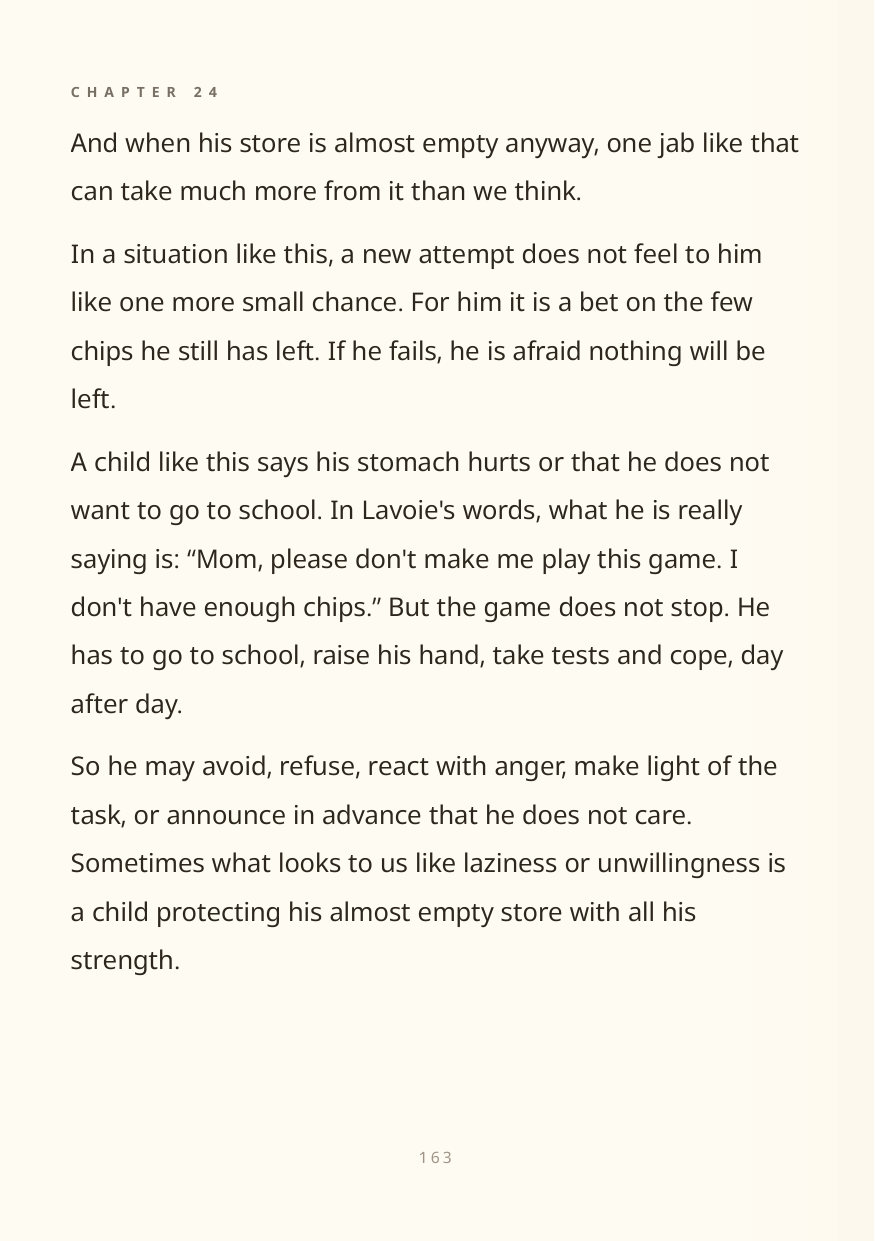 CHAPTER 24
And when his store is almost empty anyway, one jab like that
can take much more from it than we think.
In a situation like this, a new attempt does not feel to him
like one more small chance. For him it is a bet on the few
chips he still has left. If he fails, he is afraid nothing will be
left.
A child like this says his stomach hurts or that he does not
want to go to school. In Lavoie's words, what he is really
saying is: “Mom, please don't make me play this game. I
don't have enough chips.” But the game does not stop. He
has to go to school, raise his hand, take tests and cope, day
after day.
So he may avoid, refuse, react with anger, make light of the
task, or announce in advance that he does not care.
Sometimes what looks to us like laziness or unwillingness is
a child protecting his almost empty store with all his
strength.
163